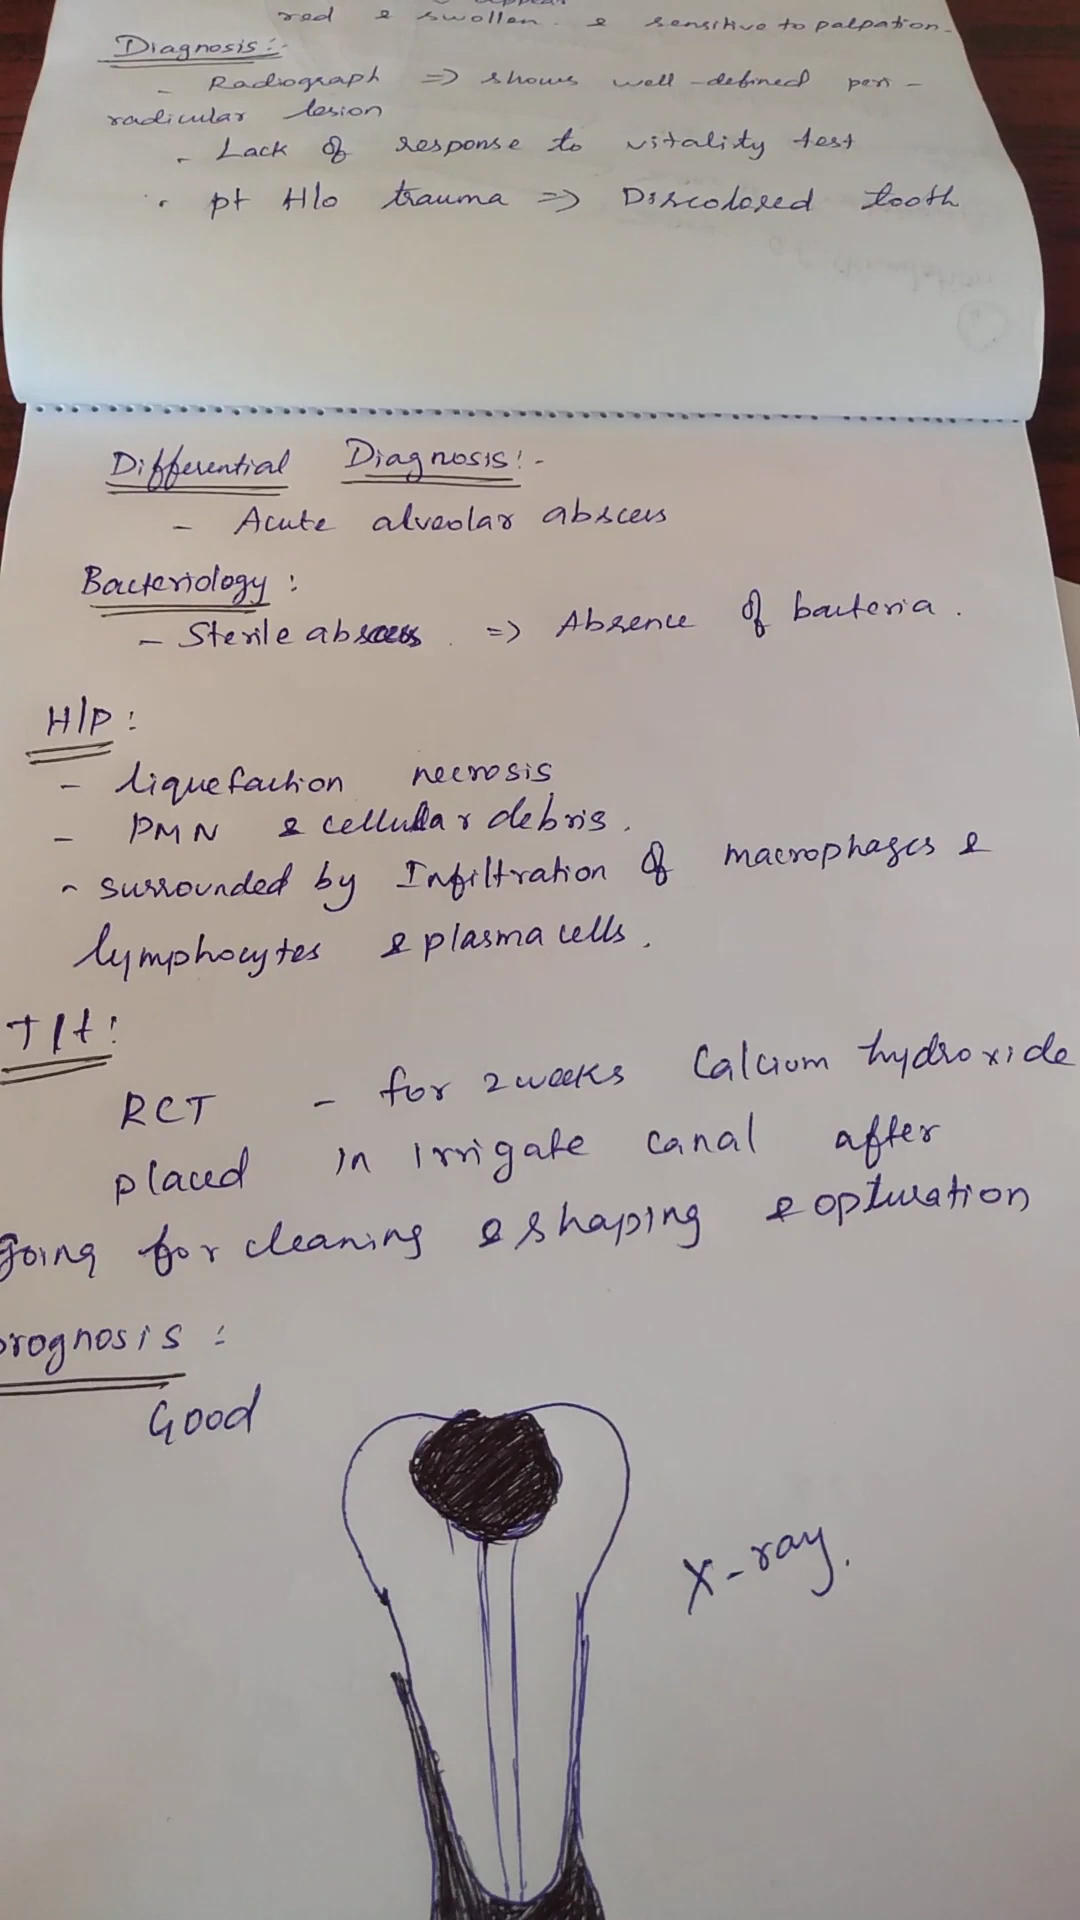 red & swollen. & sensitive to palpation.
Diagnosis:-
- Radiograph => shows well-defined peri-
radicular lesion
- Lack of response to vitality test
- pt H/o trauma => Discolored tooth
Differential Diagnosis:-
- Acute alveolar abscess
Bacteriology:
- Sterile abscess. => Absence of bacteria.
H/P:
- liquefaction necrosis
- PMN & cellular debris.
- surrounded by Infiltration of macrophages &
lymphocytes & plasma cells.
T/t:
RCT - for 2 weeks Calcium hydroxide
placed in irrigate canal after
going for cleaning & shaping & opturation
prognosis:
Good
X-ray.